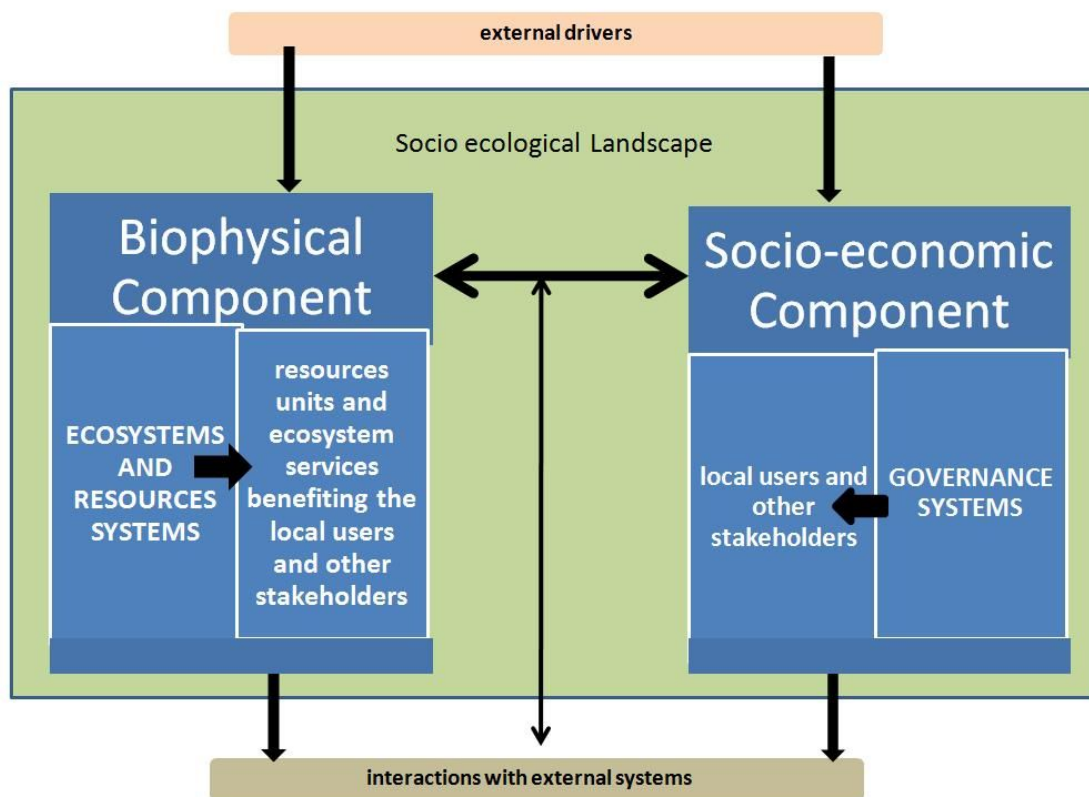 external drivers
Socio ecological Landscape
Biophysical
Component
ECOSYSTEMS
AND
RESOURCES
SYSTEMS
resources
units and
ecosystem
services
benefiting the
local users
and other
stakeholders
Socio-economic
Component
local users and
other
stakeholders
GOVERNANCE
SYSTEMS
interactions with external systems